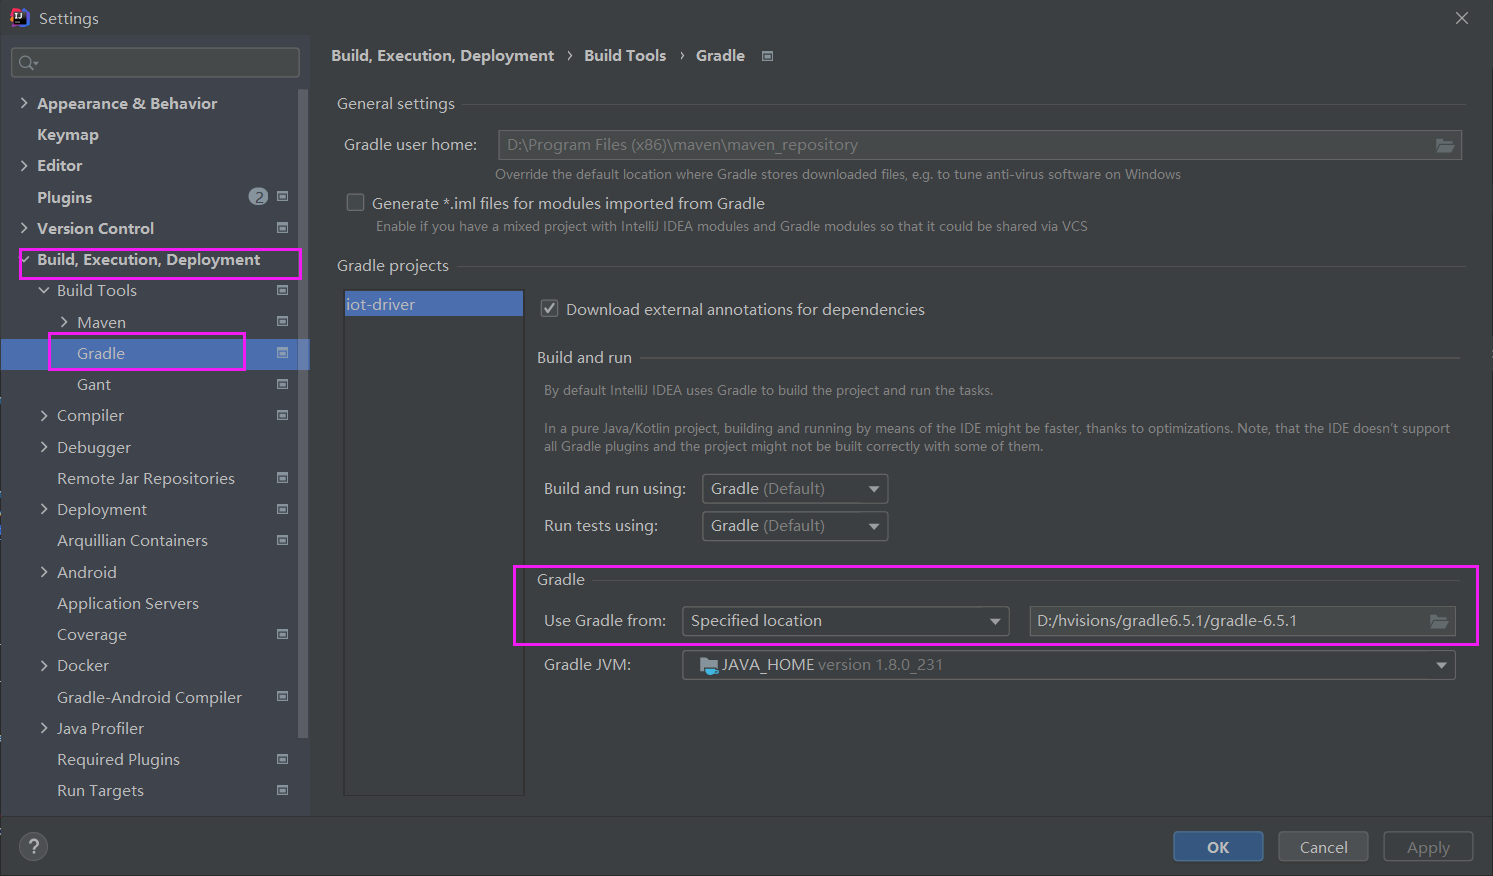 Settings
Appearance & Behavior
Keymap
Editor
Plugins 2
Version Control
Build, Execution, Deployment
Build Tools
Maven
Gradle
Gant
Compiler
Debugger
Remote Jar Repositories
Deployment
Arquillian Containers
Android
Application Servers
Coverage
Docker
Gradle-Android Compiler
Java Profiler
Required Plugins
Run Targets
Build, Execution, Deployment › Build Tools › Gradle
General settings
Gradle user home: D:\Program Files (x86)\maven\maven_repository
Override the default location where Gradle stores downloaded files, e.g. to tune anti-virus software on Windows
Generate *.iml files for modules imported from Gradle
Enable if you have a mixed project with IntelliJ IDEA modules and Gradle modules so that it could be shared via VCS
Gradle projects
iot-driver
Download external annotations for dependencies
Build and run
By default IntelliJ IDEA uses Gradle to build the project and run the tasks.
In a pure Java/Kotlin project, building and running by means of the IDE might be faster, thanks to optimizations. Note, that the IDE doesn't support
all Gradle plugins and the project might not be built correctly with some of them.
Build and run using: Gradle (Default)
Run tests using: Gradle (Default)
Gradle
Use Gradle from: Specified location D:/hvisions/gradle6.5.1/gradle-6.5.1
Gradle JVM: JAVA_HOME version 1.8.0_231
? OK Cancel Apply